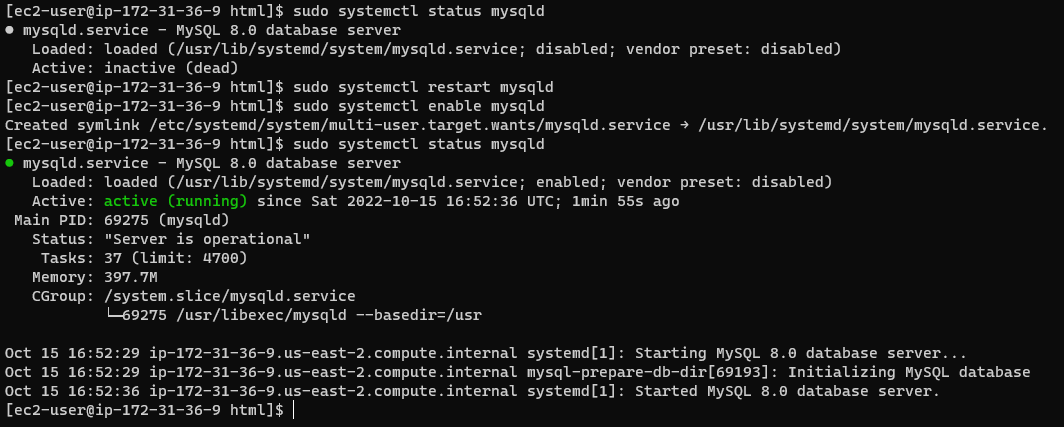 [ec2-user@ip-172-31-36-9 html]$ sudo systemctl status mysqld
● mysqld.service - MySQL 8.0 database server
   Loaded: loaded (/usr/lib/systemd/system/mysqld.service; disabled; vendor preset: disabled)
   Active: inactive (dead)
[ec2-user@ip-172-31-36-9 html]$ sudo systemctl restart mysqld
[ec2-user@ip-172-31-36-9 html]$ sudo systemctl enable mysqld
Created symlink /etc/systemd/system/multi-user.target.wants/mysqld.service → /usr/lib/systemd/system/mysqld.service.
[ec2-user@ip-172-31-36-9 html]$ sudo systemctl status mysqld
● mysqld.service - MySQL 8.0 database server
   Loaded: loaded (/usr/lib/systemd/system/mysqld.service; enabled; vendor preset: disabled)
   Active: active (running) since Sat 2022-10-15 16:52:36 UTC; 1min 55s ago
 Main PID: 69275 (mysqld)
   Status: "Server is operational"
    Tasks: 37 (limit: 4700)
   Memory: 397.7M
   CGroup: /system.slice/mysqld.service
           └─69275 /usr/libexec/mysqld --basedir=/usr

Oct 15 16:52:29 ip-172-31-36-9.us-east-2.compute.internal systemd[1]: Starting MySQL 8.0 database server...
Oct 15 16:52:29 ip-172-31-36-9.us-east-2.compute.internal mysql-prepare-db-dir[69193]: Initializing MySQL database
Oct 15 16:52:36 ip-172-31-36-9.us-east-2.compute.internal systemd[1]: Started MySQL 8.0 database server.
[ec2-user@ip-172-31-36-9 html]$